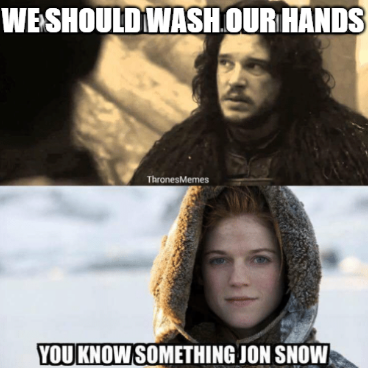 WE SHOULD WASH OUR HANDS
ThronesMemes
YOU KNOW SOMETHING JON SNOW